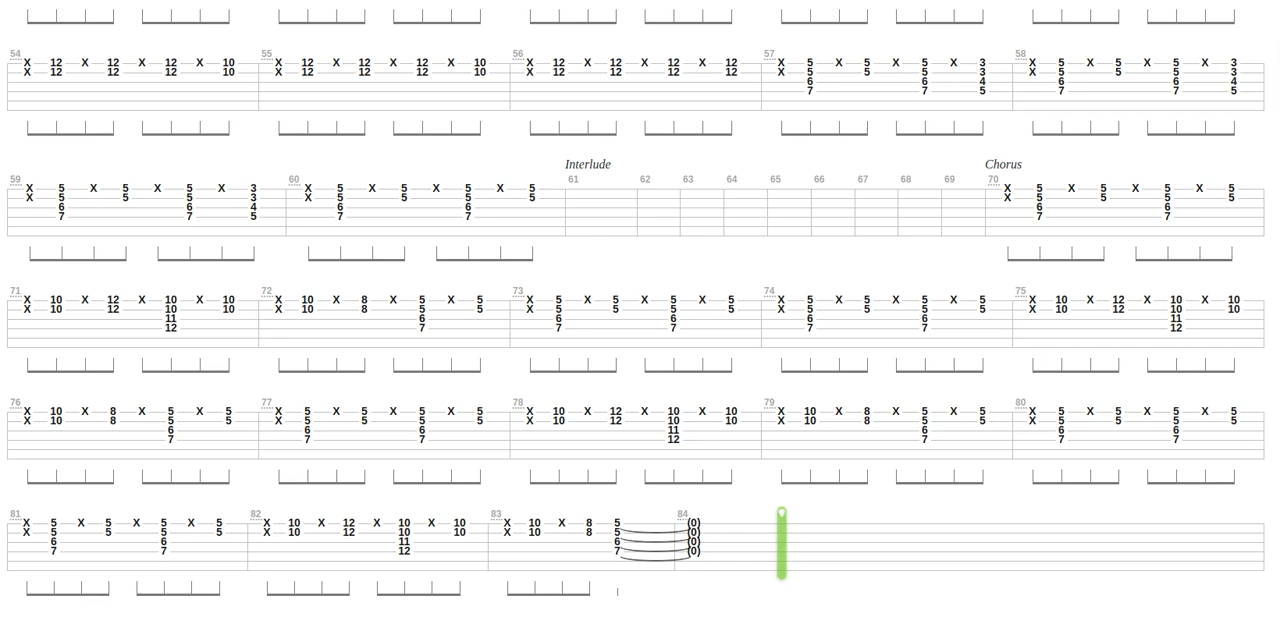 54 55 56 57 58
X 12 X 12 X 12 X 10 X 12 X 12 X 12 X 10 X 12 X 12 X 12 X 12 X 5 X 5 X 5 X 3 X 5 X 5 X 5 X 3
X 12 12 12 10 X 12 12 12 10 X 12 12 12 12 X 5 5 5 3 X 5 5 5 3
6 6 4 6 6 4
7 7 5 7 7 5
Interlude Chorus
59 60 61 62 63 64 65 66 67 68 69 70
X 5 X 5 X 5 X 3 X 5 X 5 X 5 X 5 X 5 X 5 X 5 X 5
X 5 5 5 3 X 5 5 5 5 X 5 5 5 5
6 6 4 6 6 6 6
7 7 5 7 7 7 7
71 72 73 74 75
X 10 X 12 X 10 X 10 X 10 X 8 X 5 X 5 X 5 X 5 X 5 X 5 X 5 X 5 X 5 X 5 X 10 X 12 X 10 X 10
X 10 12 10 10 X 10 8 5 5 X 5 5 5 5 X 5 5 5 5 X 10 12 10 10
11 6 6 6 6 6 11
12 7 7 7 7 7 12
76 77 78 79 80
X 10 X 8 X 5 X 5 X 5 X 5 X 5 X 5 X 10 X 12 X 10 X 10 X 10 X 8 X 5 X 5 X 5 X 5 X 5 X 5
X 10 8 5 5 X 5 5 5 5 X 10 12 10 10 X 10 8 5 5 X 5 5 5 5
6 6 6 11 6 6 6
7 7 7 12 7 7 7
81 82 83 84
X 5 X 5 X 5 X 5 X 10 X 12 X 10 X 10 X 10 X 8 5 (0)
X 5 5 5 5 X 10 12 10 10 X 10 8 5 (0)
6 6 11 6 (0)
7 7 12 7 (0)